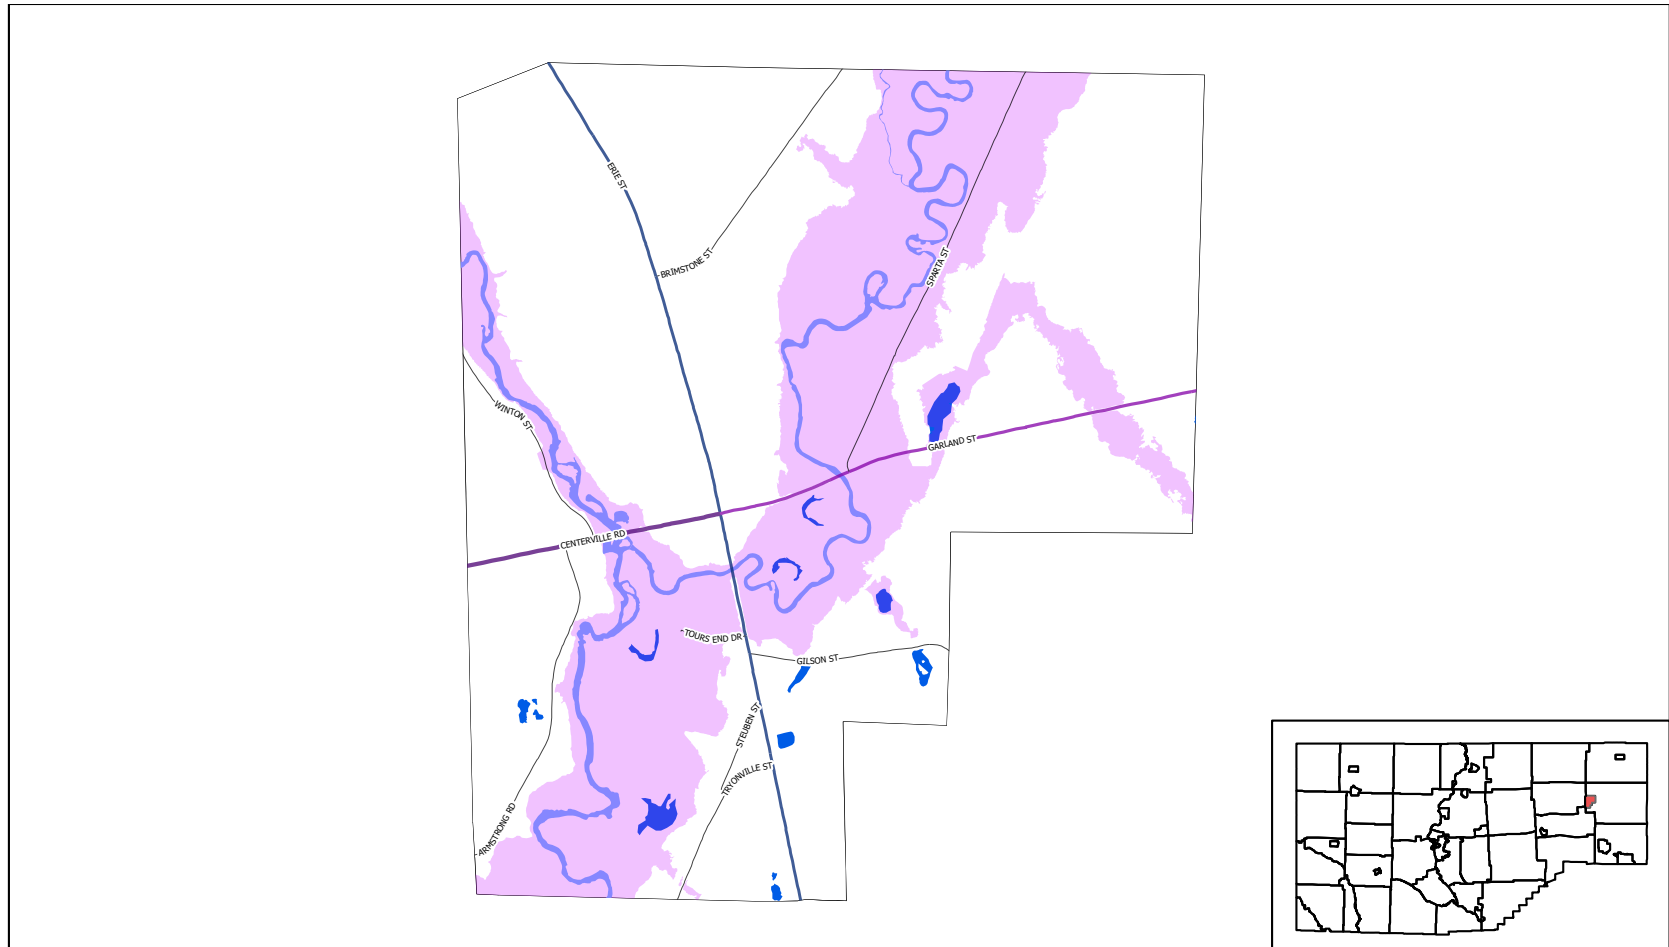 ERIE ST
BRIMSTONE ST
SPARTA ST
WINTON ST
GARLAND ST
CENTERVILLE RD
TOURS END DR
GILSON ST
STEUBEN ST
TRYONVILLE ST
ARMSTRONG RD